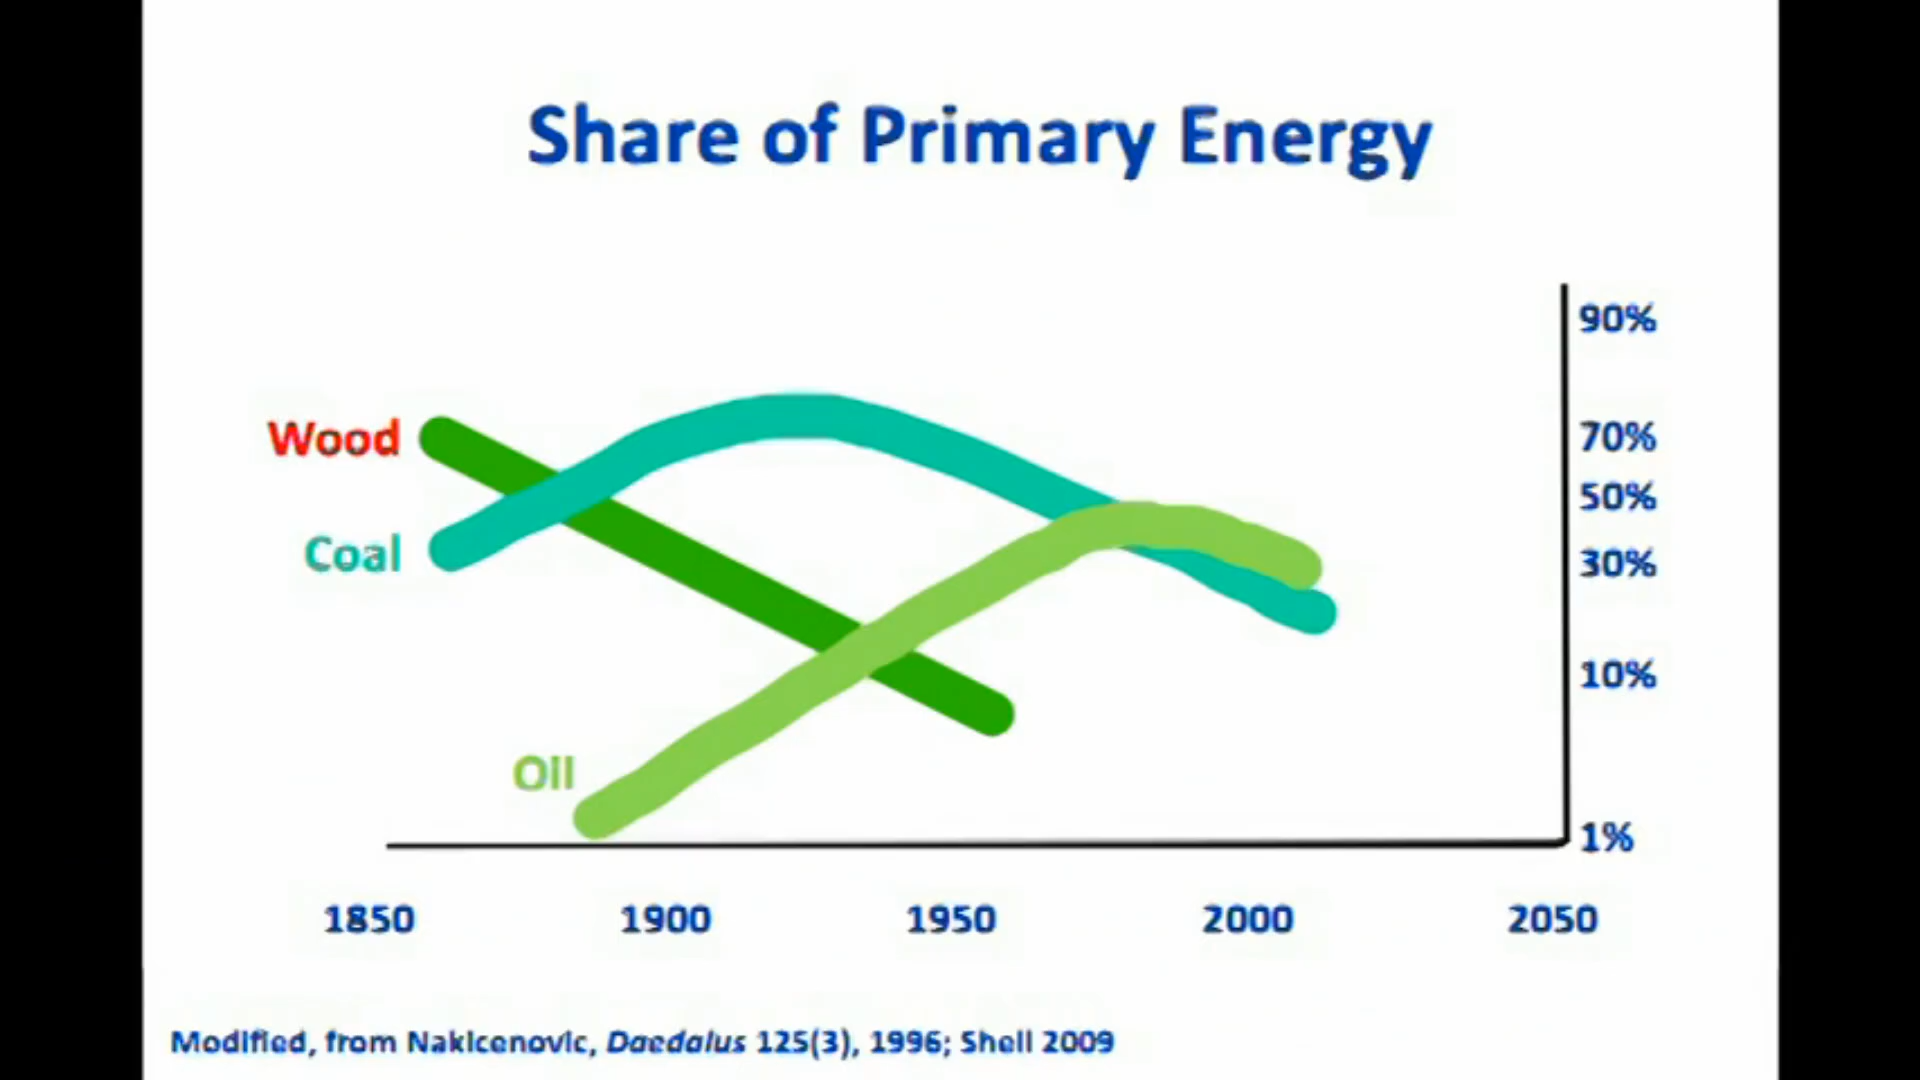 Share of Primary Energy
90%
Wood
70%
50%
Coal
30%
10%
Oil
1%
1850 1900 1950 2000 2050
Modified, from Nakicenovic, Daedalus 125(3), 1996; Shell 2009